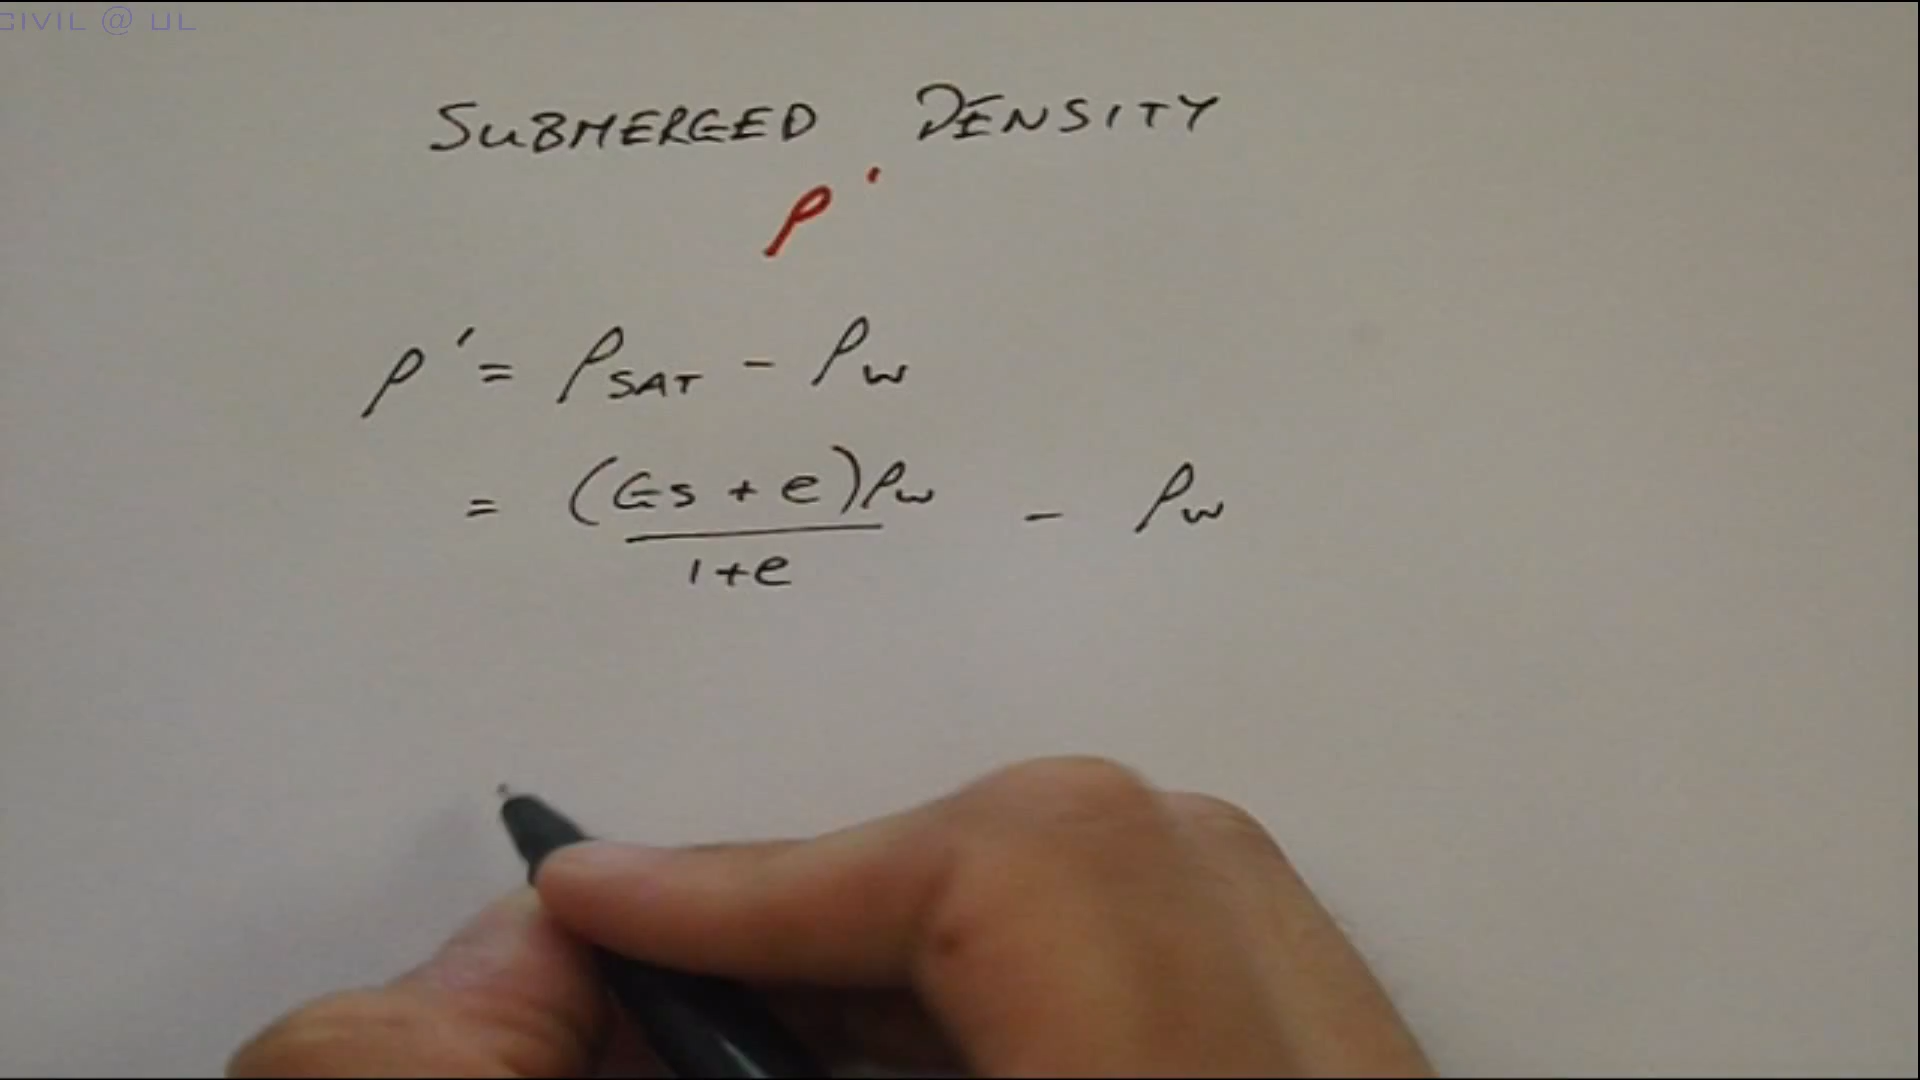 CIVIL @ UL
SUBMERGED DENSITY
ρ'
ρ' = ρSAT - ρw
= (Gs + e)ρw / 1+e - ρw